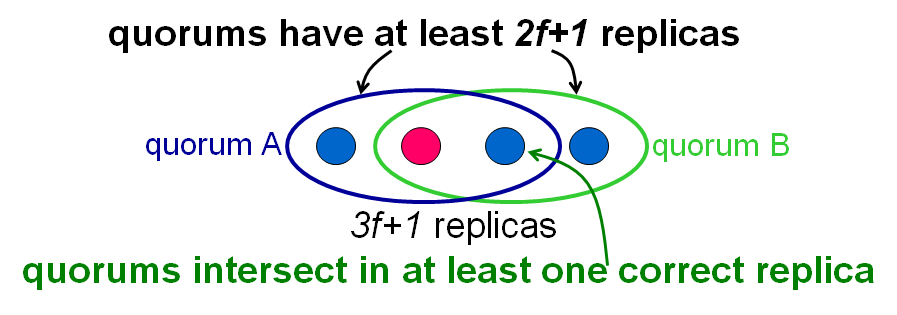 quorums have at least 2f+1 replicas
quorum A
quorum B
3f+1 replicas
quorums intersect in at least one correct replica